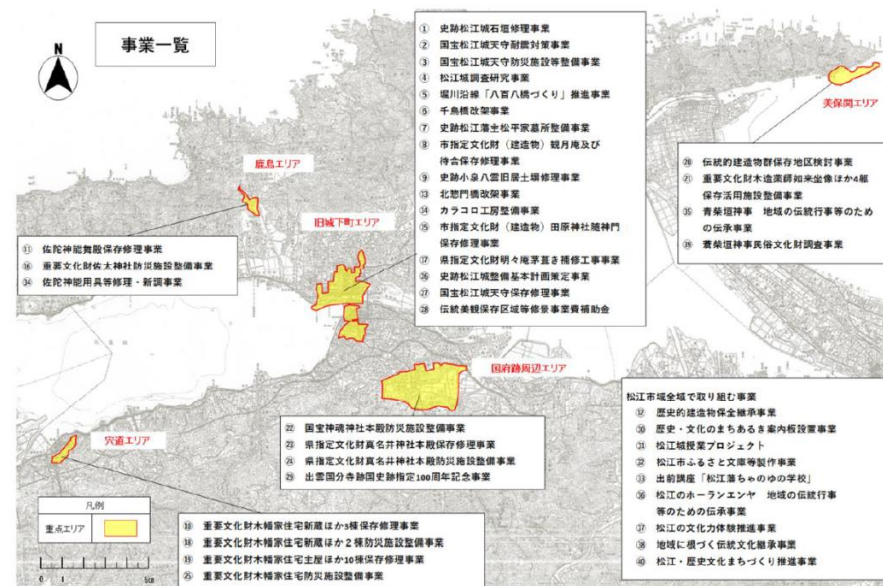 事業一覧
N
① 史跡松江城石垣修理事業
② 国宝松江城天守耐震対策事業
③ 国宝松江城天守防災施設等整備事業
④ 松江城調査研究事業
⑤ 堀川沿線「八百八橋づくり」推進事業
⑥ 千鳥橋改架事業
⑦ 史跡松江藩主松平家墓所整備事業
⑧ 市指定文化財（建造物）観月庵及び
待合保存修理事業
⑨ 史跡小泉八雲旧居土塀修理事業
⑬ 北惣門橋改架事業
⑭ カラコロ工房整備事業
⑮ 市指定文化財（建造物）田原神社随神門
保存修理事業
⑰ 県指定文化財明々庵茅葺き補修工事事業
㉖ 史跡松江城整備基本計画策定事業
㉗ 国宝松江城天守保存修理事業
㉘ 伝統美観保存区域等修景事業費補助金
美保関エリア
⑳ 伝統的建造物群保存地区検討事業
㉑ 重要文化財木造薬師如来坐像ほか4躯
保存活用施設整備事業
㉟ 青柴垣神事 地域の伝統行事等のため
の伝承事業
㊴ 蒼柴垣神事民俗文化財調査事業
鹿島エリア
旧城下町エリア
⑪ 佐陀神能舞殿保存修理事業
⑯ 重要文化財佐太神社防災施設整備事業
㉞ 佐陀神能用具等修理・新調事業
国府跡周辺エリア
㉒ 国宝神魂神社本殿防災施設整備事業
㉓ 県指定文化財真名井神社本殿保存修理事業
㉔ 県指定文化財真名井神社本殿防災施設整備事業
㉙ 出雲国分寺跡国史跡指定100周年記念事業
松江市域全域で取り組む事業
⑫ 歴史的建造物保全継承事業
㉚ 歴史・文化のまちあるき案内板設置事業
㉛ 松江城授業プロジェクト
㉜ 松江市ふるさと文庫等製作事業
㉝ 出前講座「松江藩ちゃのゆの学校」
㊱ 松江のホーランエンヤ 地域の伝統行事
等のための伝承事業
㊲ 松江の文化力体験推進事業
㊳ 地域に根づく伝統文化継承事業
㊵ 松江・歴史文化まちづくり推進事業
宍道エリア
凡例
重点エリア
0 1 5km
⑩ 重要文化財木幡家住宅新蔵ほか3棟保存修理事業
⑱ 重要文化財木幡家住宅新蔵ほか２棟防災施設整備事業
⑲ 重要文化財木幡家住宅主屋ほか10棟保存修理事業
㉕ 重要文化財木幡家住宅防災施設整備事業